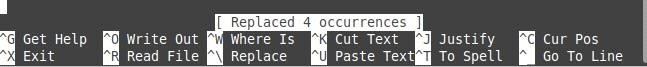 [ Replaced 4 occurrences ]
^G Get Help ^O Write Out ^W Where Is ^K Cut Text ^J Justify ^C Cur Pos
^X Exit ^R Read File ^\ Replace ^U Paste Text^T To Spell ^_ Go To Line